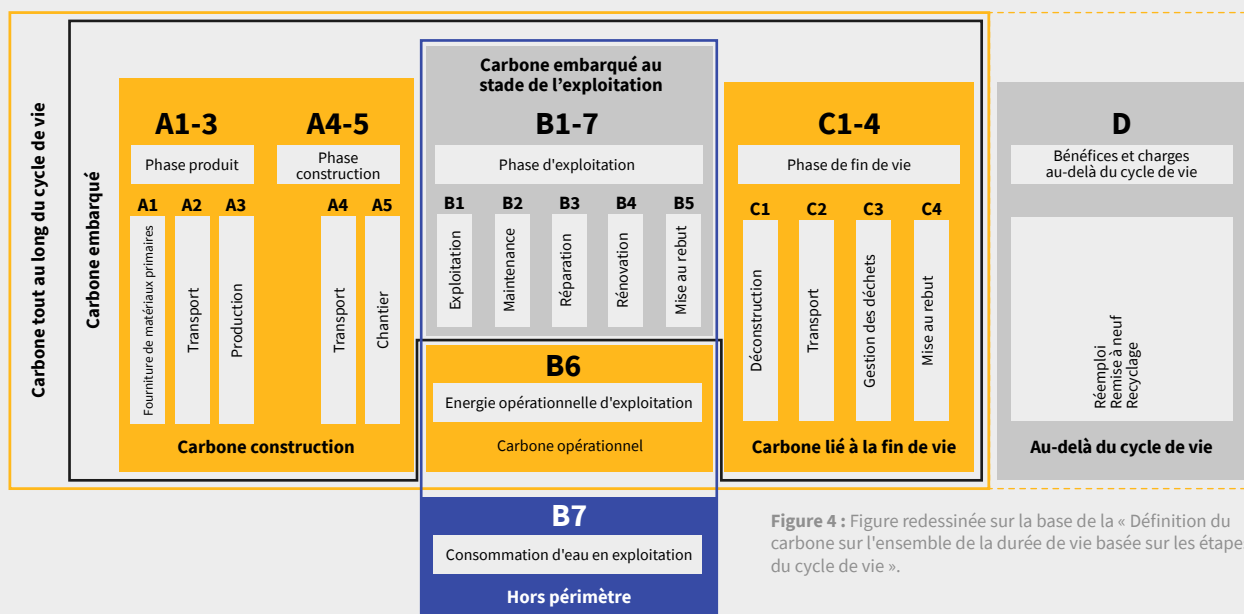 Carbone tout au long du cycle de vie
Carbone embarqué
A1-3
Phase produit
A1
A2
A3
Fourniture de matériaux primaires
Transport
Production
A4-5
Phase
construction
A4
A5
Transport
Chantier
Carbone construction
Carbone embarqué au
stade de l’exploitation
B1-7
Phase d'exploitation
B1
B2
B3
B4
B5
Exploitation
Maintenance
Réparation
Rénovation
Mise au rebut
B6
Energie opérationnelle d'exploitation
Carbone opérationnel
B7
Consommation d'eau en exploitation
Hors périmètre
C1-4
Phase de fin de vie
C1
C2
C3
C4
Déconstruction
Transport
Gestion des déchets
Mise au rebut
Carbone lié à la fin de vie
D
Bénéfices et charges
au-delà du cycle de vie
Réemploi
Remise à neuf
Recyclage
Au-delà du cycle de vie
Figure 4 : Figure redessinée sur la base de la « Définition du
carbone sur l'ensemble de la durée de vie basée sur les étapes
du cycle de vie ».